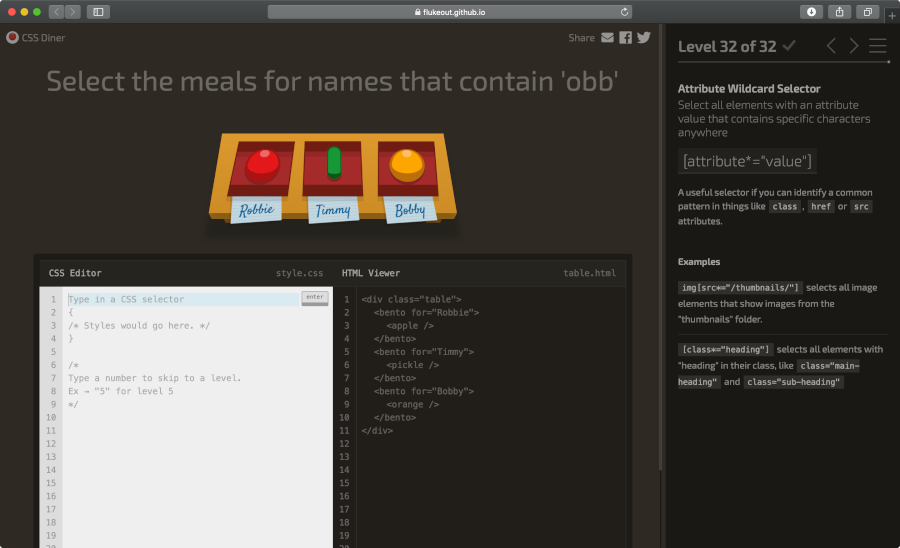 flukeout.github.io
CSS Diner
Share
Level 32 of 32
Select the meals for names that contain 'obb'
Robbie
Timmy
Bobby
CSS Editor
style.css
1 Type in a CSS selector
enter
2 {
3 /* Styles would go here. */
4 }
5
6 /*
7 Type a number to skip to a level.
8 Ex → "5" for level 5
9 */
10
11
12
13
14
15
16
17
18
19
20
HTML Viewer
table.html
1 <div class="table">
2 <bento for="Robbie">
3 <apple />
4 </bento>
5 <bento for="Timmy">
6 <pickle />
7 </bento>
8 <bento for="Bobby">
9 <orange />
10 </bento>
11 </div>
12
13
14
15
16
17
18
19
20
Attribute Wildcard Selector
Select all elements with an attribute
value that contains specific characters
anywhere
[attribute*="value"]
A useful selector if you can identify a common
pattern in things like class, href or src
attributes.
Examples
img[src*="/thumbnails/"] selects all image
elements that show images from the
"thumbnails" folder.
[class*="heading"] selects all elements with
"heading" in their class, like class="main-
heading" and class="sub-heading"